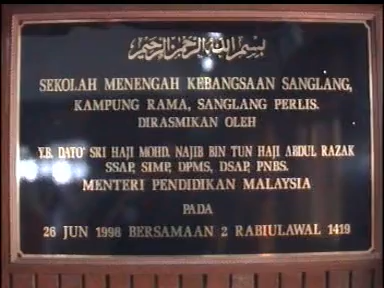 بسم الله الرحمن الرحيم
SEKOLAH MENENGAH KEBANGSAAN SANGLANG,
KAMPUNG RAMA, SANGLANG PERLIS.
DIRASMIKAN OLEH
Y.B. DATO' SRI HAJI MOHD. NAJIB BIN TUN HAJI ABDUL RAZAK
SSAP, SIMP, DPMS, DSAP, PNBS.
MENTERI PENDIDIKAN MALAYSIA
PADA
26 JUN 1998 BERSAMAAN 2 RABIULAWAL 1419